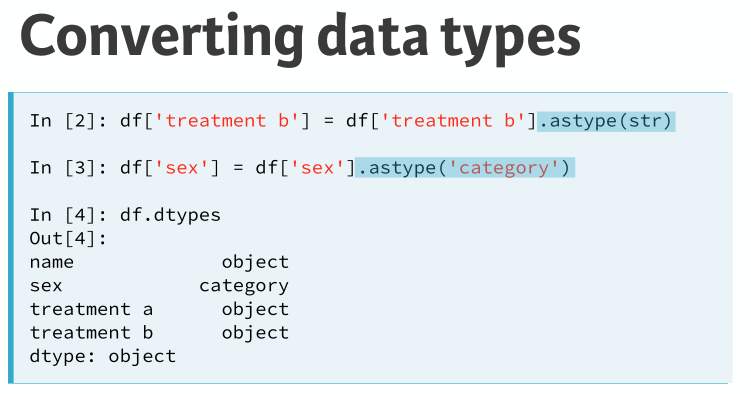 Converting data types
In [2]: df['treatment b'] = df['treatment b'].astype(str)
In [3]: df['sex'] = df['sex'].astype('category')
In [4]: df.dtypes
Out[4]:
name             object
sex            category
treatment a      object
treatment b      object
dtype: object